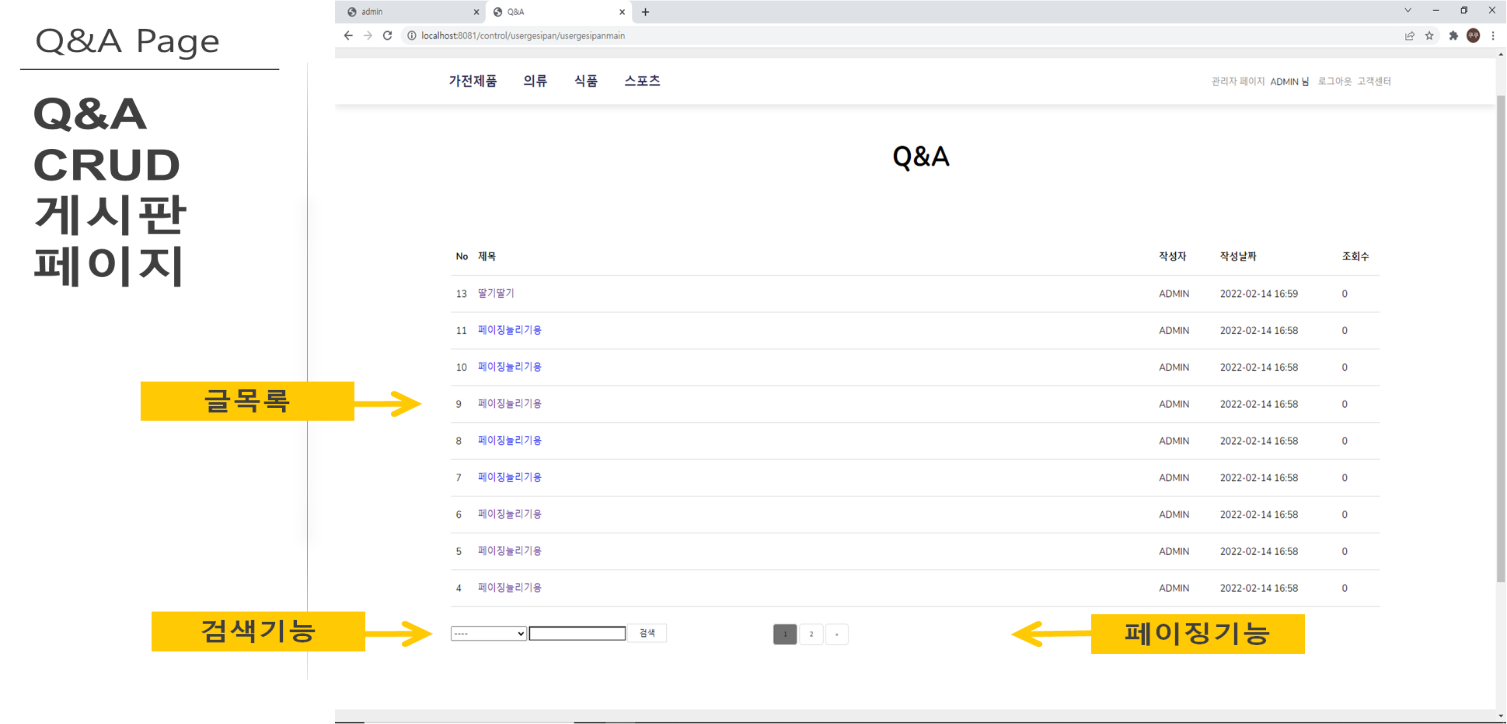 Q&A Page
Q&A
CRUD
게시판
페이지
글목록
검색기능
페이징기능
admin
Q&A
localhost:8081/control/usergesipan/usergesipanmain
가전제품 의류 식품 스포츠
관리자 페이지 ADMIN 님 로그아웃 고객센터
Q&A
No 제목 작성자 작성날짜 조회수
13 딸기딸기 ADMIN 2022-02-14 16:59 0
11 페이징늘리기용 ADMIN 2022-02-14 16:58 0
10 페이징늘리기용 ADMIN 2022-02-14 16:58 0
9 페이징늘리기용 ADMIN 2022-02-14 16:58 0
8 페이징늘리기용 ADMIN 2022-02-14 16:58 0
7 페이징늘리기용 ADMIN 2022-02-14 16:58 0
6 페이징늘리기용 ADMIN 2022-02-14 16:58 0
5 페이징늘리기용 ADMIN 2022-02-14 16:58 0
4 페이징늘리기용 ADMIN 2022-02-14 16:58 0
---- 검색 1 2